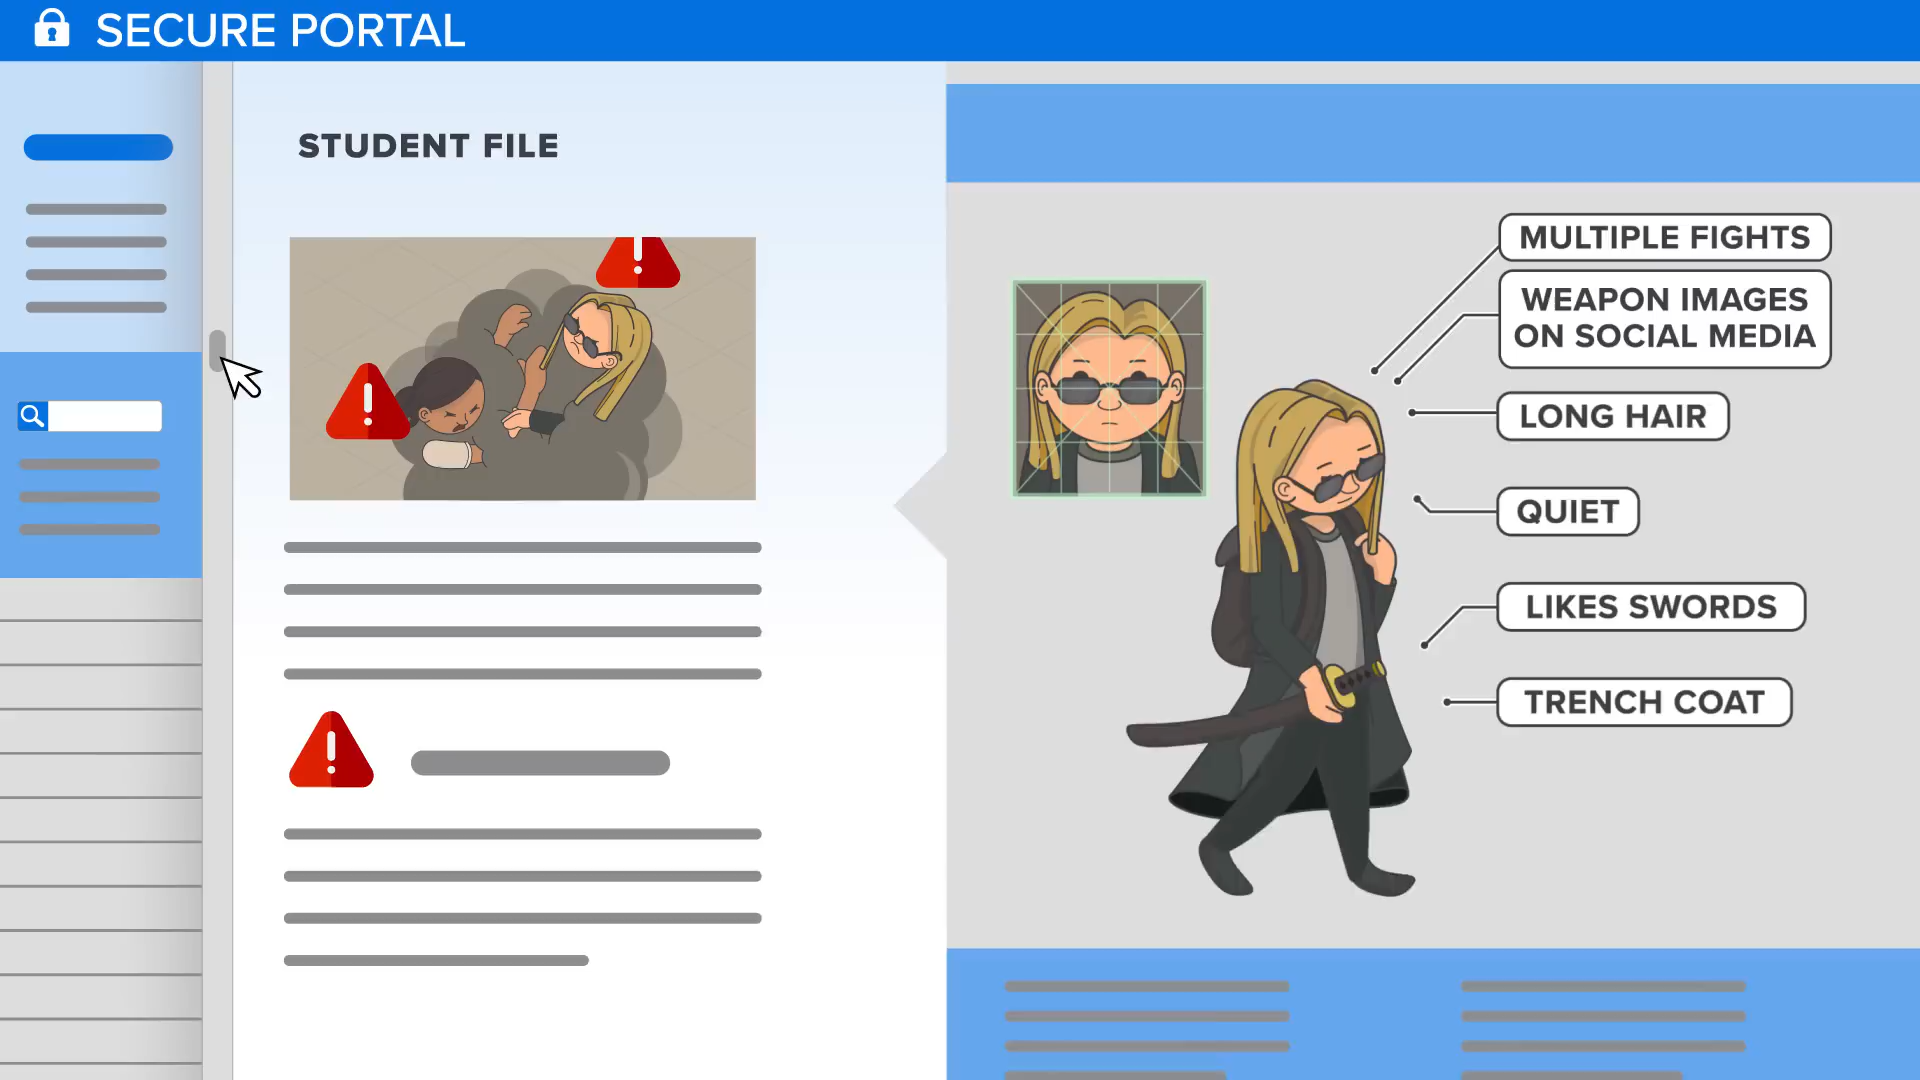 SECURE PORTAL
STUDENT FILE
MULTIPLE FIGHTS
WEAPON IMAGES
ON SOCIAL MEDIA
LONG HAIR
QUIET
LIKES SWORDS
TRENCH COAT